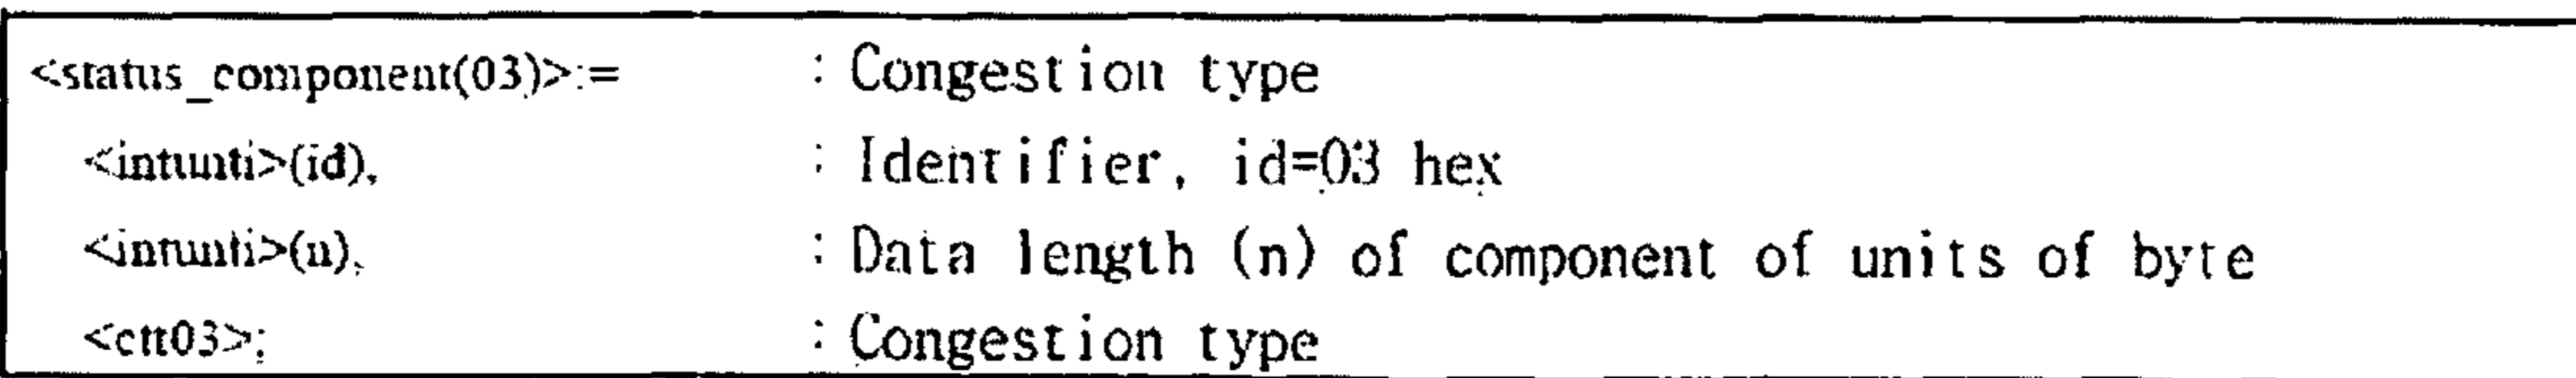 <status_component(03)>:= : Congestion type
<intunti>(id), : Identifier, id=03 hex
<intunti>(n), : Data length (n) of component of units of byte
<ctt03>; : Congestion type